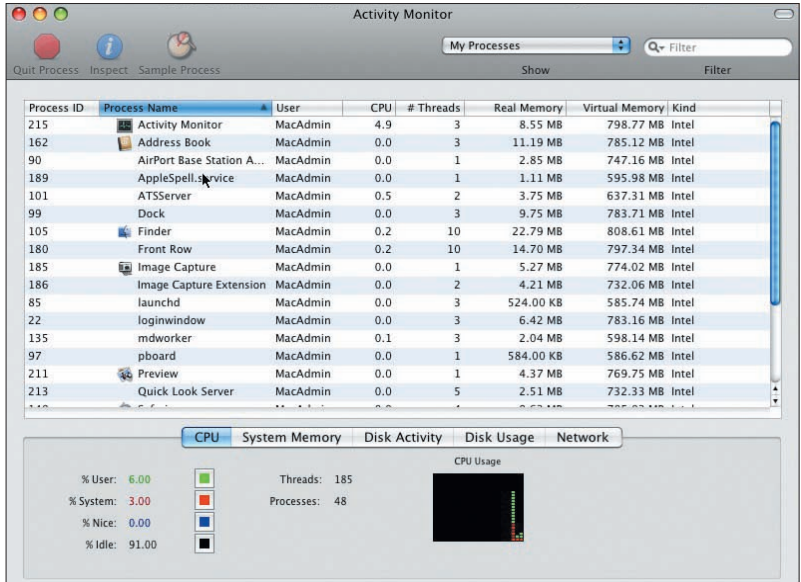 Activity Monitor
My Processes
Filter
Quit Process Inspect Sample Process Show Filter
Process ID Process Name User CPU # Threads Real Memory Virtual Memory Kind
215 Activity Monitor MacAdmin 4.9 3 8.55 MB 798.77 MB Intel
162 Address Book MacAdmin 0.0 3 11.19 MB 785.12 MB Intel
90 AirPort Base Station A... MacAdmin 0.0 1 2.85 MB 747.16 MB Intel
189 AppleSpell.service MacAdmin 0.0 1 1.11 MB 595.98 MB Intel
101 ATSServer MacAdmin 0.5 2 3.75 MB 637.31 MB Intel
99 Dock MacAdmin 0.0 3 9.75 MB 783.71 MB Intel
105 Finder MacAdmin 0.2 10 22.79 MB 808.61 MB Intel
180 Front Row MacAdmin 0.2 10 14.70 MB 797.34 MB Intel
185 Image Capture MacAdmin 0.0 1 5.27 MB 774.02 MB Intel
186 Image Capture Extension MacAdmin 0.0 2 4.21 MB 732.06 MB Intel
85 launchd MacAdmin 0.0 3 524.00 KB 585.74 MB Intel
22 loginwindow MacAdmin 0.0 3 6.42 MB 783.16 MB Intel
135 mdworker MacAdmin 0.1 3 2.04 MB 598.14 MB Intel
97 pboard MacAdmin 0.0 1 584.00 KB 586.62 MB Intel
211 Preview MacAdmin 0.0 1 4.37 MB 769.75 MB Intel
213 Quick Look Server MacAdmin 0.0 5 2.51 MB 732.33 MB Intel
CPU System Memory Disk Activity Disk Usage Network
CPU Usage
% User: 6.00 Threads: 185
% System: 3.00 Processes: 48
% Nice: 0.00
% Idle: 91.00